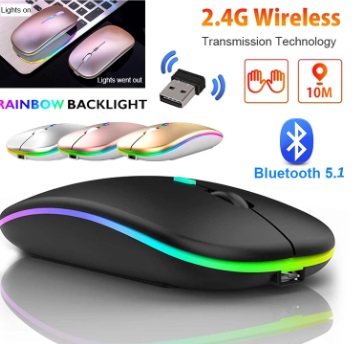 Lights on↓
Lights went out
2.4G Wireless
Transmission Technology
10M
RAINBOW BACKLIGHT
Bluetooth 5.1